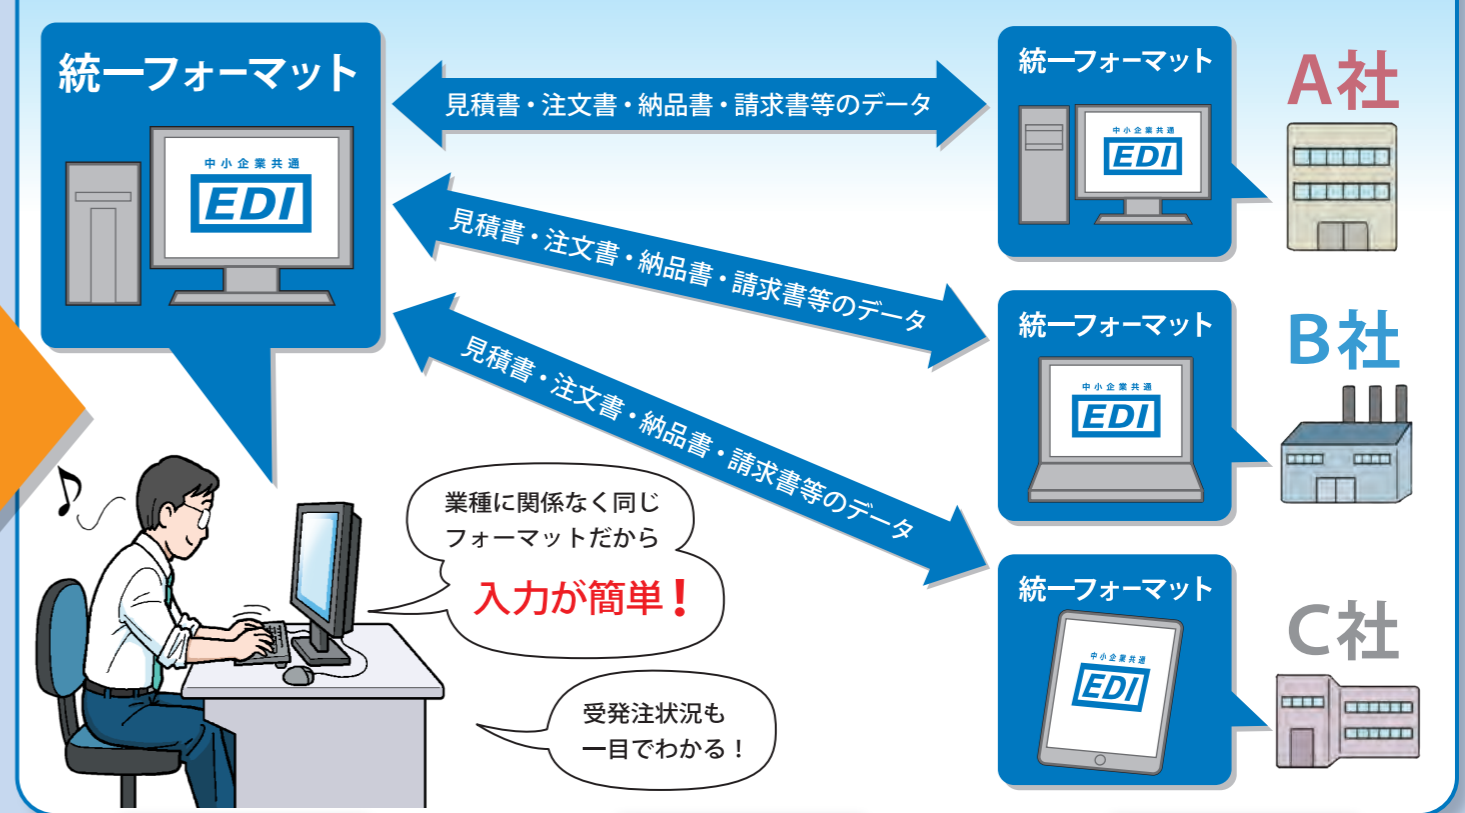 統一フォーマット
中小企業共通
EDI
見積書・注文書・納品書・請求書等のデータ
見積書・注文書・納品書・請求書等のデータ
見積書・注文書・納品書・請求書等のデータ
統一フォーマット
中小企業共通
EDI
A社
統一フォーマット
中小企業共通
EDI
B社
統一フォーマット
中小企業共通
EDI
C社
業種に関係なく同じ
フォーマットだから
入力が簡単！
受発注状況も
一目でわかる！